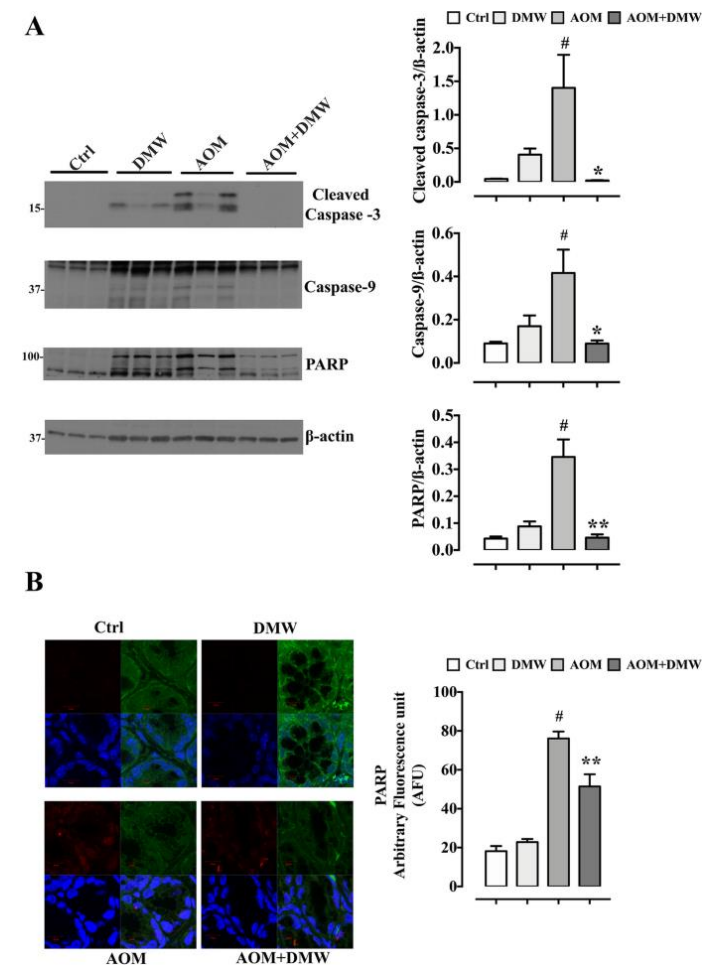 A
Ctrl
DMW
AOM
AOM+DMW
15-
Cleaved
Caspase -3
37-
Caspase-9
100-
PARP
37-
β-actin
Ctrl DMW AOM AOM+DMW
Cleaved caspase-3/ß-actin
2.0
1.5
1.0
0.5
0.0
#
*
Caspase-9/ß-actin
0.6
0.4
0.2
0.0
#
*
PARP/ß-actin
0.5
0.4
0.3
0.2
0.1
0.0
#
**
B
Ctrl
DMW
AOM
AOM+DMW
Ctrl DMW AOM AOM+DMW
PARP
Arbitrary Fluorescence unit
(AFU)
100
80
60
40
20
0
#
**